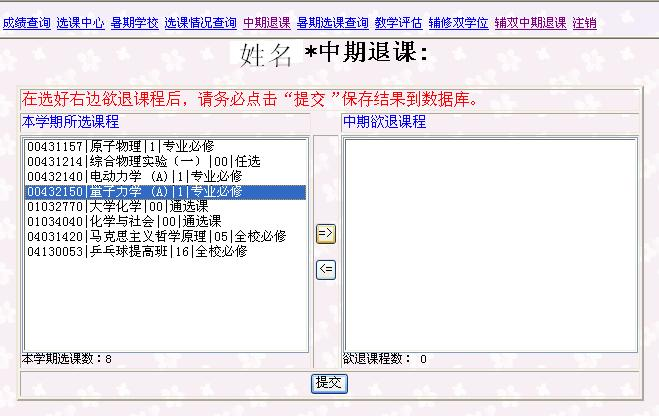 成绩查询 选课中心 暑期学校 选课情况查询 中期退课 暑期选课查询 教学评估 辅修双学位 辅双中期退课 注销
姓名 *中期退课:
在选好右边欲退课程后，请务必点击“提交”保存结果到数据库。
本学期所选课程
00431157|原子物理|1|专业必修
00431214|综合物理实验（一）|00|任选
00432140|电动力学 (A)|1|专业必修
00432150|量子力学 (A)|1|专业必修
01032770|大学化学|00|通选课
01034040|化学与社会|00|通选课
04031420|马克思主义哲学原理|05|全校必修
04130053|乒乓球提高班|16|全校必修
本学期选课数：8
=>
<=
中期欲退课程
欲退课程数： 0
提交